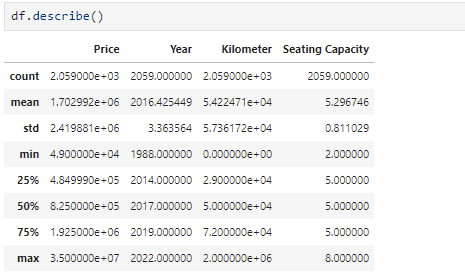 df.describe()
Price Year Kilometer Seating Capacity
count 2.059000e+03 2059.000000 2.059000e+03 2059.000000
mean 1.702992e+06 2016.425449 5.422471e+04 5.296746
std 2.419881e+06 3.363564 5.736172e+04 0.811029
min 4.900000e+04 1988.000000 0.000000e+00 2.000000
25% 4.849990e+05 2014.000000 2.900000e+04 5.000000
50% 8.250000e+05 2017.000000 5.000000e+04 5.000000
75% 1.925000e+06 2019.000000 7.200000e+04 5.000000
max 3.500000e+07 2022.000000 2.000000e+06 8.000000